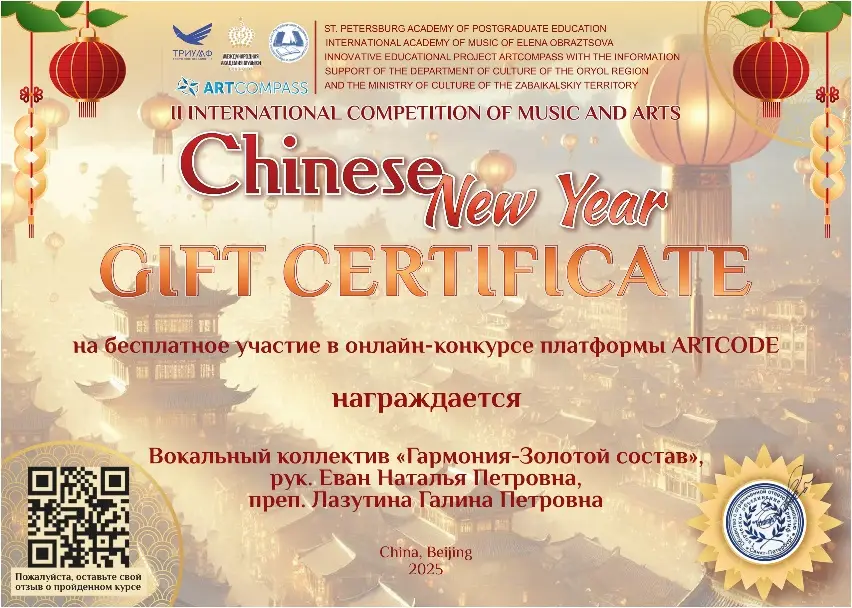 ТРИУМФ
МЕЖДУНАРОДНАЯ
АКАДЕМИЯ МУЗЫКИ
ARTCOMPASS
ST. PETERSBURG ACADEMY OF POSTGRADUATE EDUCATION
INTERNATIONAL ACADEMY OF MUSIC OF ELENA OBRAZTSOVA
INNOVATIVE EDUCATIONAL PROJECT ARTCOMPASS WITH THE INFORMATION
SUPPORT OF THE DEPARTMENT OF CULTURE OF THE ORYOL REGION
AND THE MINISTRY OF CULTURE OF THE ZABAIKALSKIY TERRITORY
II INTERNATIONAL COMPETITION OF MUSIC AND ARTS
Chinese
New Year
GIFT CERTIFICATE
на бесплатное участие в онлайн-конкурсе платформы ARTCODE
награждается
Вокальный коллектив «Гармония-Золотой состав»,
рук. Еван Наталья Петровна,
преп. Лазутина Галина Петровна
China, Beijing
2025
Пожалуйста, оставьте свой
отзыв о пройденном курсе